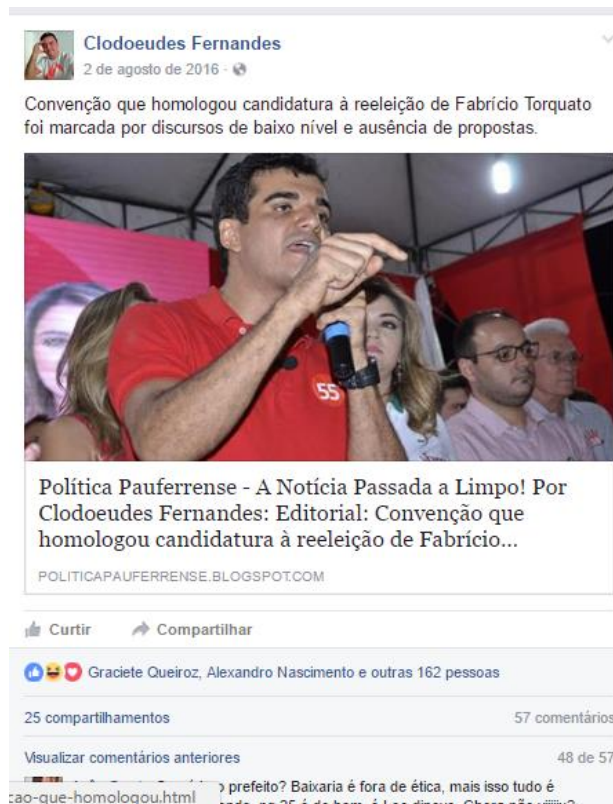 Clodoeudes Fernandes
2 de agosto de 2016 ·
Convenção que homologou candidatura à reeleição de Fabrício Torquato
foi marcada por discursos de baixo nível e ausência de propostas.
55
Política Pauferrense - A Notícia Passada a Limpo! Por
Clodoeudes Fernandes: Editorial: Convenção que
homologou candidatura à reeleição de Fabrício...
POLITICAPAUFERRENSE.BLOGSPOT.COM
Curtir Compartilhar
Graciete Queiroz, Alexandro Nascimento e outras 162 pessoas
25 compartilhamentos 57 comentários
Visualizar comentários anteriores 48 de 57
o prefeito? Baixaria é fora de ética, mais isso tudo é
cao-que-homologou.html